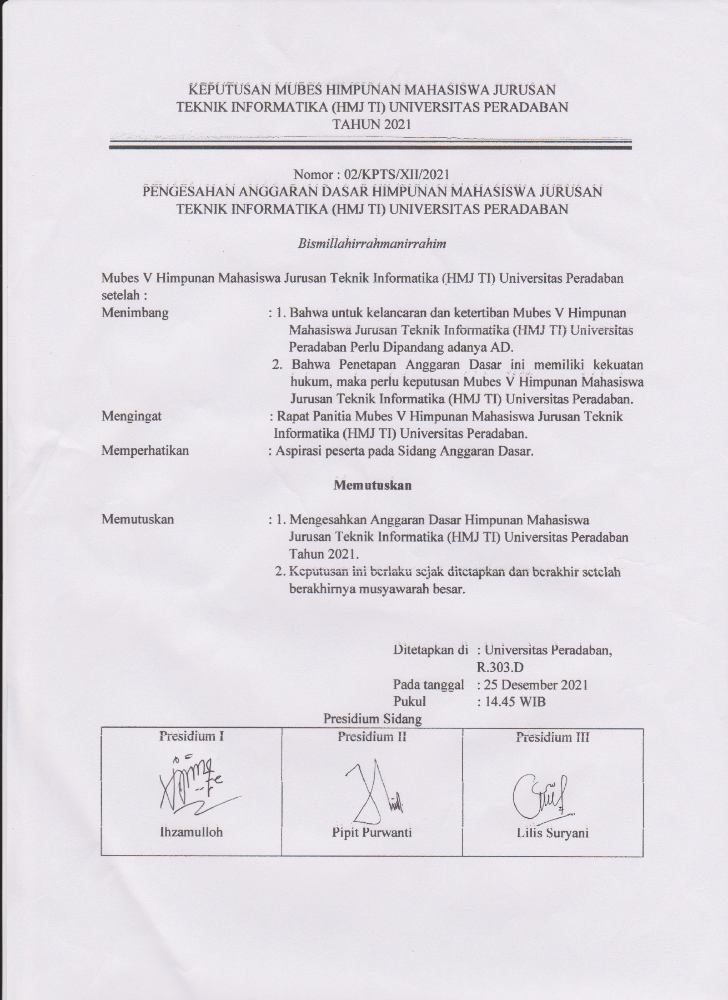 KEPUTUSAN MUBES HIMPUNAN MAHASISWA JURUSAN
TEKNIK INFORMATIKA (HMJ TI) UNIVERSITAS PERADABAN
TAHUN 2021
Nomor : 02/KPTS/XII/2021
PENGESAHAN ANGGARAN DASAR HIMPUNAN MAHASISWA JURUSAN
TEKNIK INFORMATIKA (HMJ TI) UNIVERSITAS PERADABAN
Bismillahirrahmanirrahim
Mubes V Himpunan Mahasiswa Jurusan Teknik Informatika (HMJ TI) Universitas Peradaban
setelah :
Menimbang : 1. Bahwa untuk kelancaran dan ketertiban Mubes V Himpunan
Mahasiswa Jurusan Teknik Informatika (HMJ TI) Universitas
Peradaban Perlu Dipandang adanya AD.
2. Bahwa Penetapan Anggaran Dasar ini memiliki kekuatan
hukum, maka perlu keputusan Mubes V Himpunan Mahasiswa
Jurusan Teknik Informatika (HMJ TI) Universitas Peradaban.
Mengingat : Rapat Panitia Mubes V Himpunan Mahasiswa Jurusan Teknik
Informatika (HMJ TI) Universitas Peradaban.
Memperhatikan : Aspirasi peserta pada Sidang Anggaran Dasar.
Memutuskan
Memutuskan : 1. Mengesahkan Anggaran Dasar Himpunan Mahasiswa
Jurusan Teknik Informatika (HMJ TI) Universitas Peradaban
Tahun 2021.
2. Keputusan ini berlaku sejak ditetapkan dan berakhir setelah
berakhirnya musyawarah besar.
Ditetapkan di : Universitas Peradaban,
R.303.D
Pada tanggal : 25 Desember 2021
Pukul : 14.45 WIB
Presidium Sidang
Presidium I Presidium II Presidium III
Ihzamulloh Pipit Purwanti Lilis Suryani